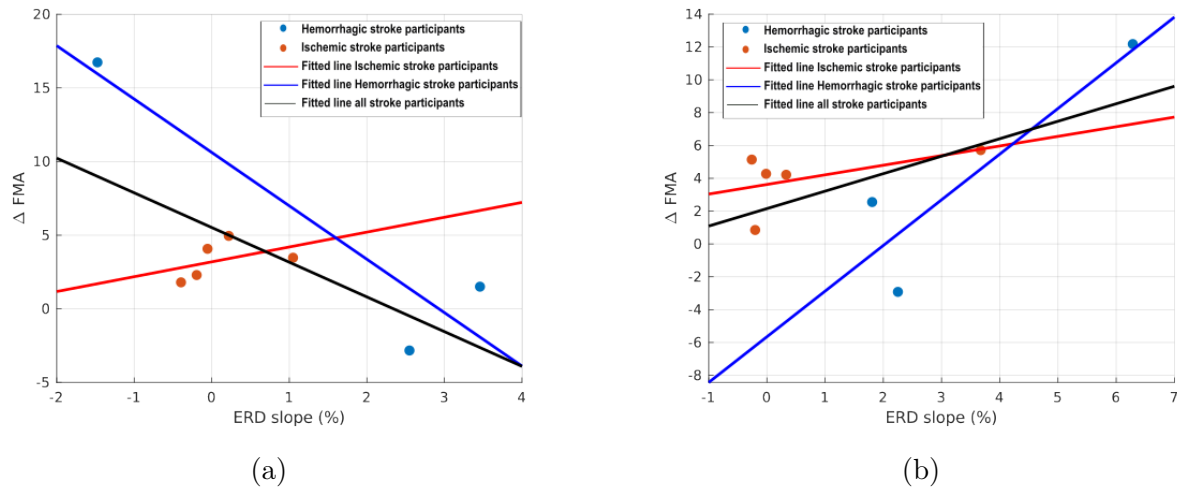 20
15
10
5
0
-5
-2
-1
0
1
2
3
4
Δ FMA
ERD slope (%)
Hemorrhagic stroke participants
Ischemic stroke participants
Fitted line Ischemic stroke participants
Fitted line Hemorrhagic stroke participants
Fitted line all stroke participants
(a)
14
12
10
8
6
4
2
0
-2
-4
-6
-8
-1
0
1
2
3
4
5
6
7
Δ FMA
ERD slope (%)
Hemorrhagic stroke participants
Ischemic stroke participants
Fitted line Ischemic stroke participants
Fitted line Hemorrhagic stroke participants
Fitted line all stroke participants
(b)